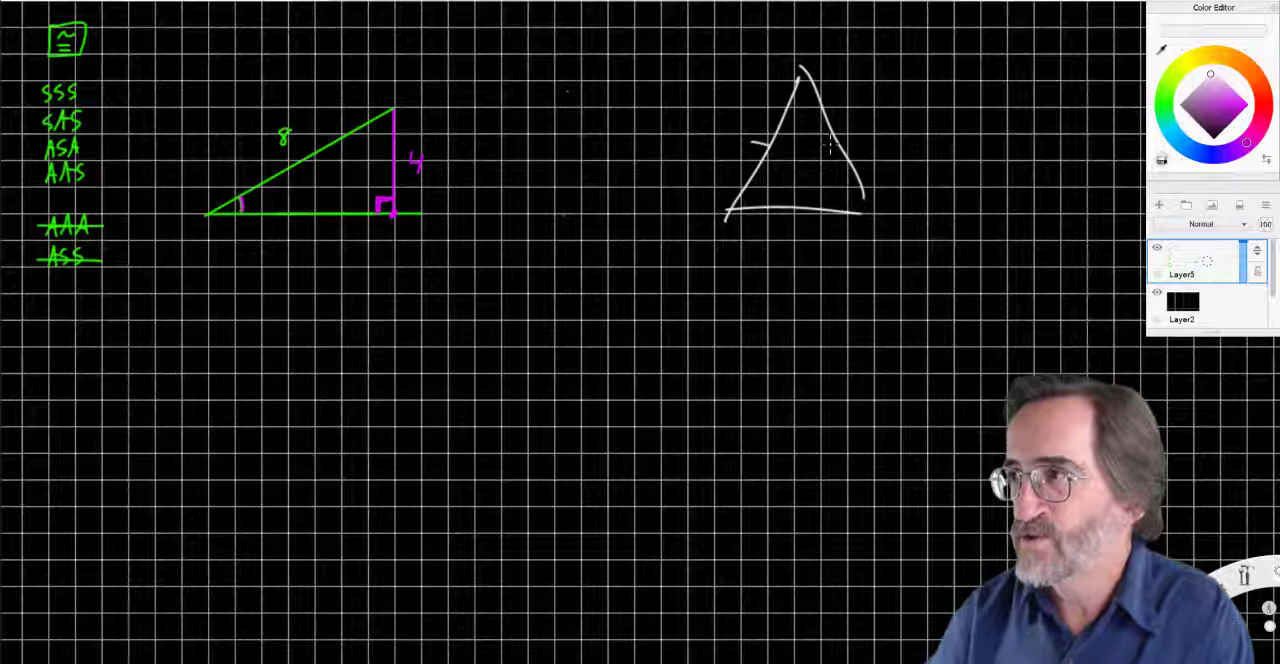 ≅
SSS
SAS
ASA
AAS
AAA
ASS
8
4
Color Editor
Normal
100
Layer5
Layer2